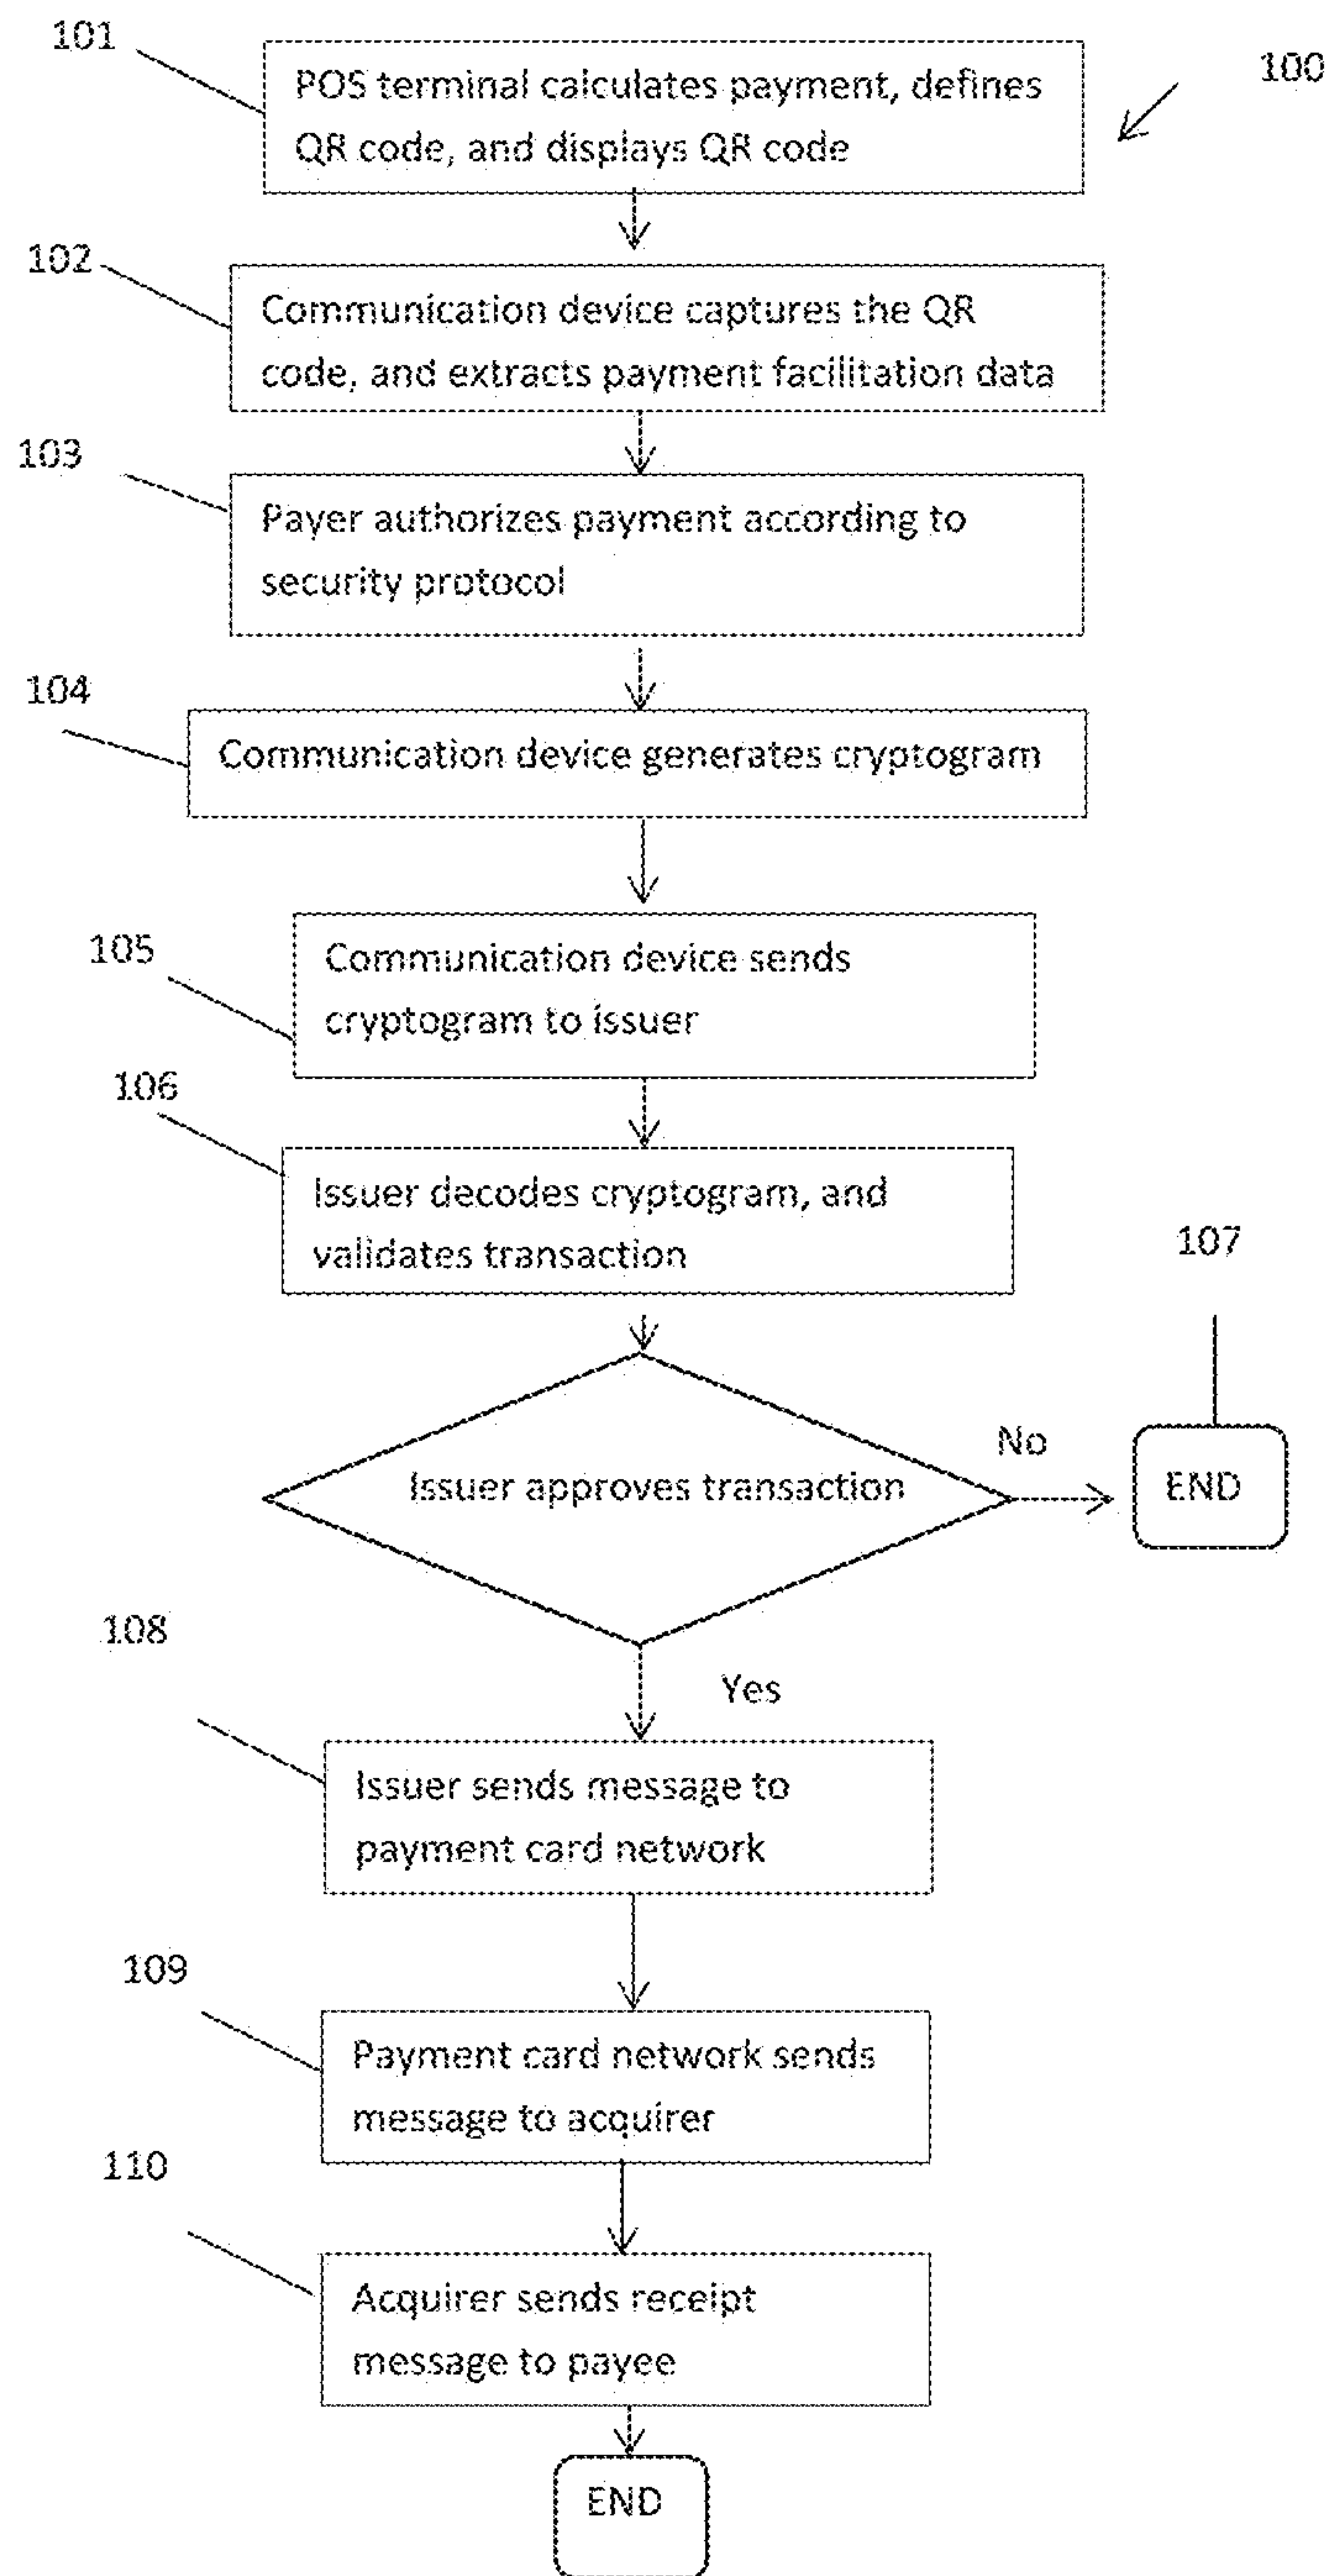 101
100
POS terminal calculates payment, defines
QR code, and displays QR code
102
Communication device captures the QR
code, and extracts payment facilitation data
103
Payer authorizes payment according to
security protocol
104
Communication device generates cryptogram
105
Communication device sends
cryptogram to issuer
106
Issuer decodes cryptogram, and
validates transaction
107
Issuer approves transaction
No
END
108
Yes
Issuer sends message to
payment card network
109
Payment card network sends
message to acquirer
110
Acquirer sends receipt
message to payee
END